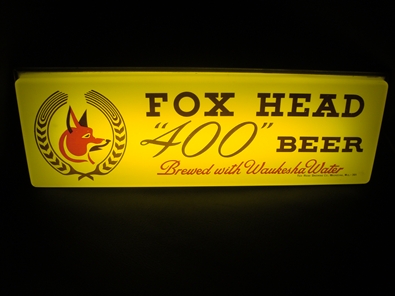 FOX HEAD
"400" BEER
Brewed with Waukesha Water